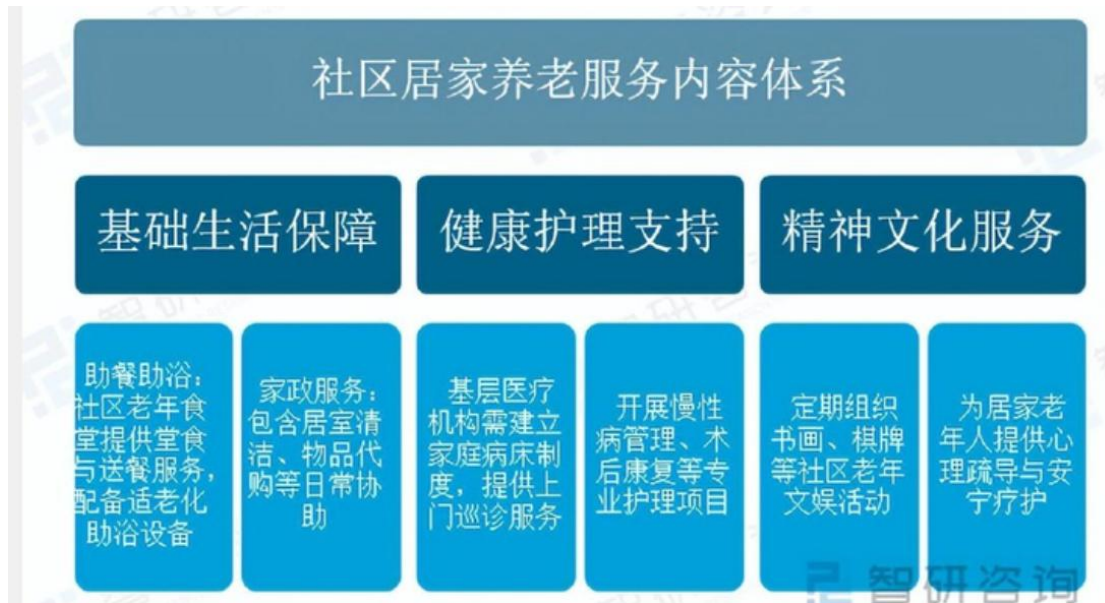 社区居家养老服务内容体系
基础生活保障
健康护理支持
精神文化服务
助餐助浴：
社区老年食
堂提供堂食
与送餐服务，
配备适老化
助浴设备
家政服务：
包含居室清
洁、物品代
购等日常协
助
基层医疗
机构需建立
家庭病床制
度，提供上
门巡诊服务
开展慢性
病管理、术
后康复等专
业护理项目
定期组织
书画、棋牌
等社区老年
文娱活动
为居家老
年人提供心
理疏导与安
宁疗护
智研咨询